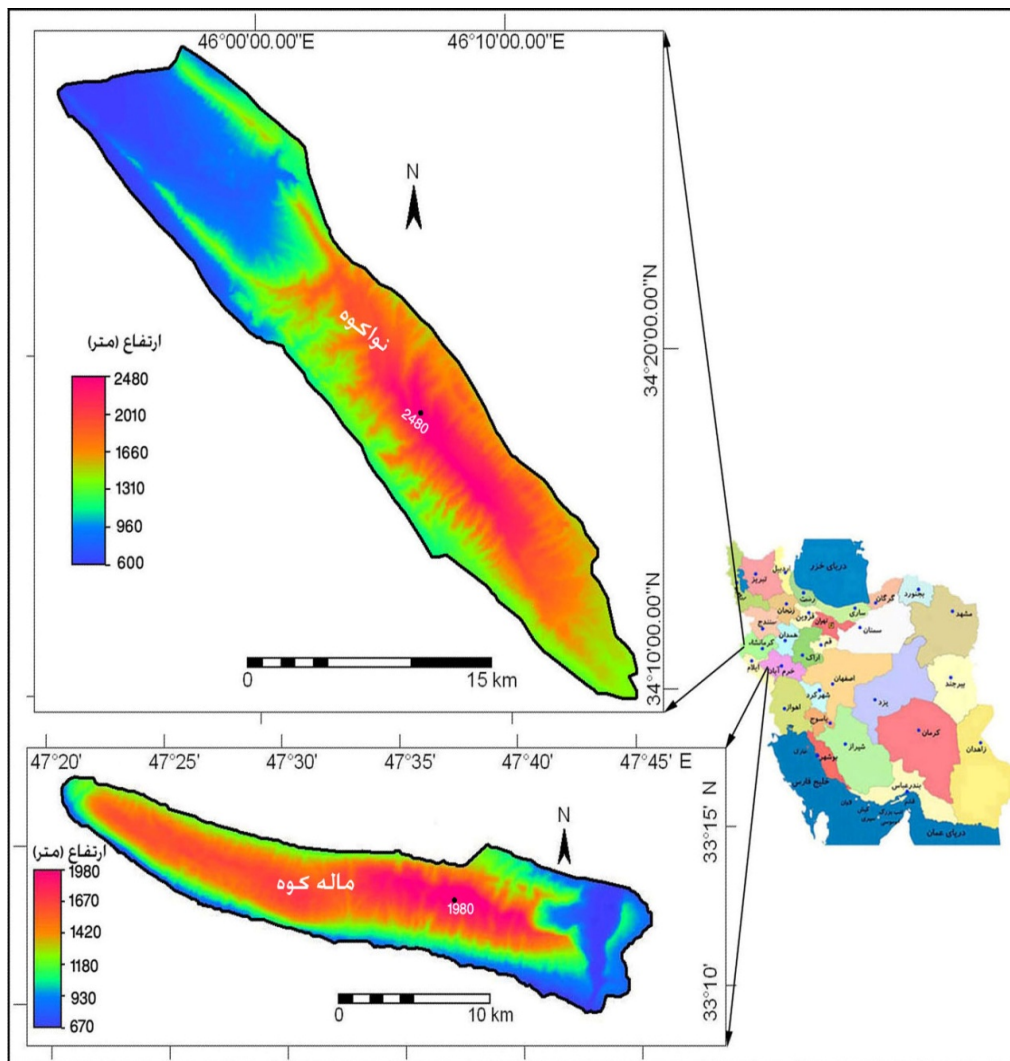 46°00'00.00"E
46°10'00.00"E
N
34°20'00.00"N
34°10'00.00"N
نواکوه
2480
ارتفاع (متر)
2480
2010
1660
1310
960
600
0
15 km
47°20'
47°25'
47°30'
47°35'
47°45' E
N
33°15' N
33°10'
ماله کوه
1980
ارتفاع (متر)
1980
1670
1420
1180
930
670
0
10 km
دریای خزر
تبریز
اردبیل
رشت
زنجان
قزوین
تهران
ساری
گرگان
بجنورد
مشهد
سمنان
سنندج
همدان
قم
کرمانشاه
اراک
ایلام
خرم آباد
اصفهان
شهرکرد
یزد
بیرجند
اهواز
یاسوج
کرمان
زاهدان
شیراز
بوشهر
خلیج فارس
بندرعباس
دریای عمان